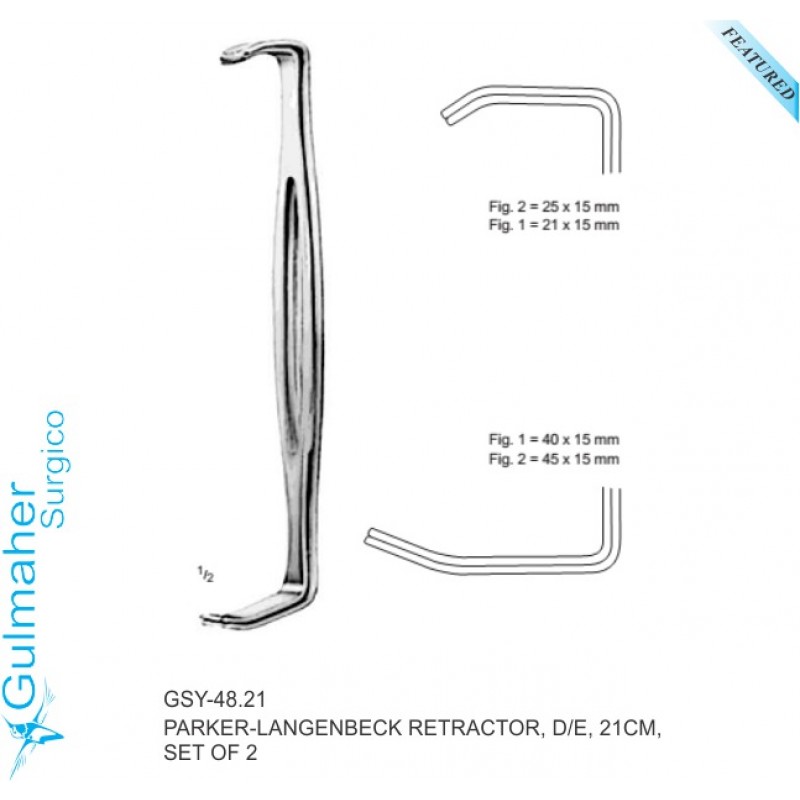 FEATURED
Fig. 2 = 25 x 15 mm
Fig. 1 = 21 x 15 mm
Fig. 1 = 40 x 15 mm
Fig. 2 = 45 x 15 mm
1/2
Gulmaher
Surgico
GSY-48.21
PARKER-LANGENBECK RETRACTOR, D/E, 21CM,
SET OF 2